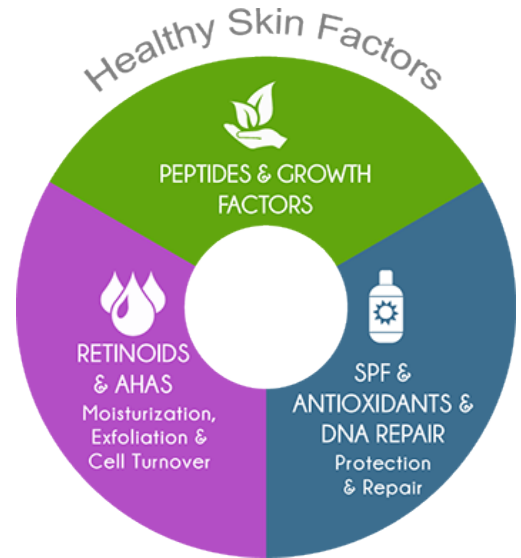 Healthy Skin Factors
PEPTIDES & GROWTH
FACTORS
RETINOIDS
& AHAS
Moisturization,
Exfoliation &
Cell Turnover
SPF &
ANTIOXIDANTS &
DNA REPAIR
Protection
& Repair